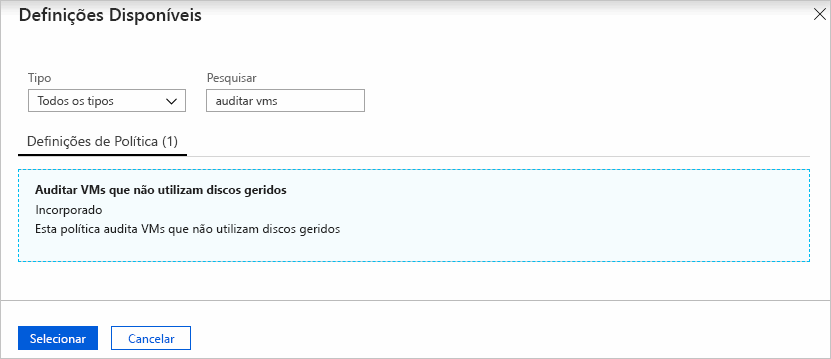 Definições Disponíveis
Tipo
Pesquisar
Todos os tipos
auditar vms
Definições de Política (1)
Auditar VMs que não utilizam discos geridos
Incorporado
Esta política audita VMs que não utilizam discos geridos
Selecionar
Cancelar